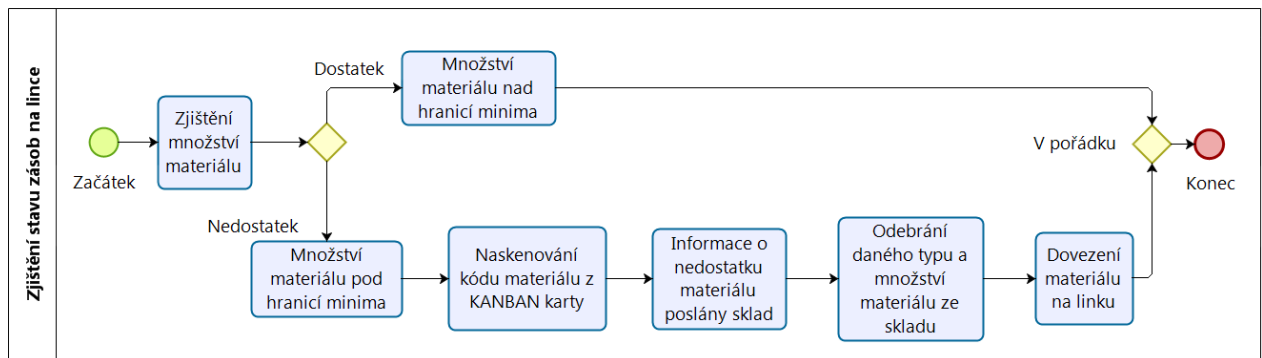 Zjištění stavu zásob na lince
Začátek
Zjištění
množství
materiálu
Dostatek
Množství
materiálu nad
hranicí minima
Nedostatek
Množství
materiálu pod
hranicí minima
Naskenování
kódu materiálu z
KANBAN karty
Informace o
nedostatku
materiálu
poslány sklad
Odebrání
daného typu a
množství
materiálu ze
skladu
Dovezení
materiálu
na linku
V pořádku
Konec